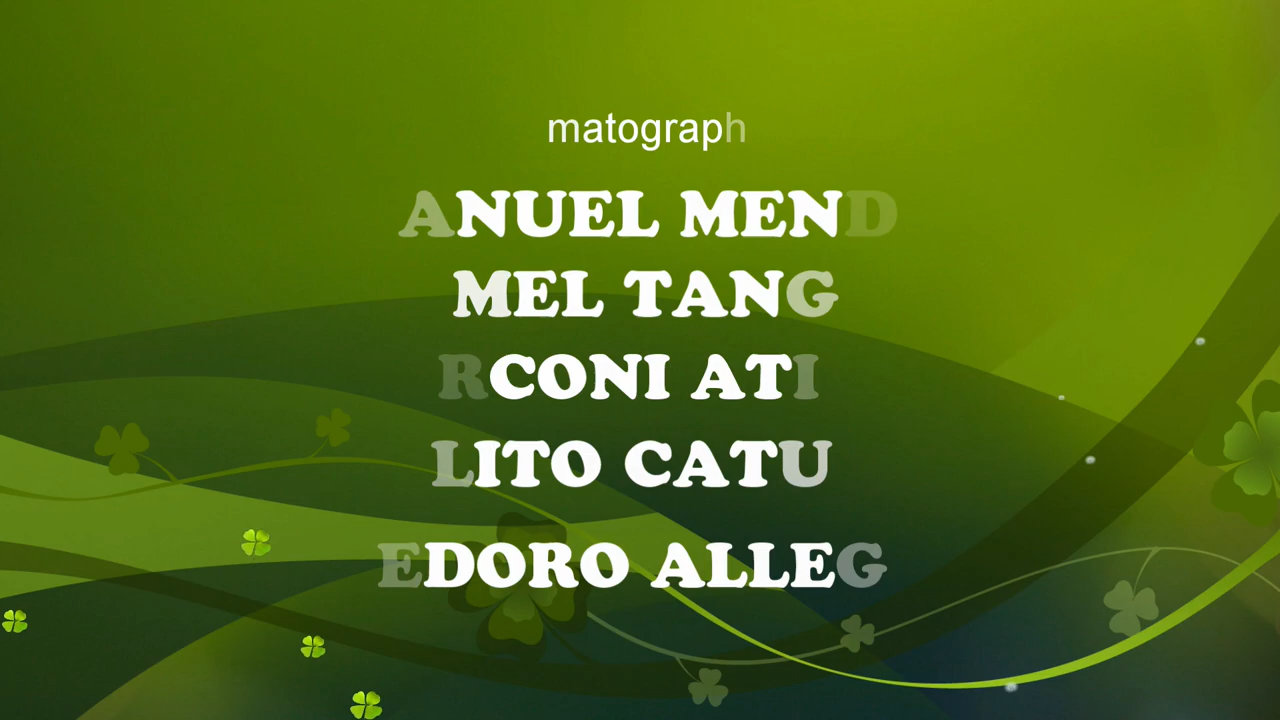 matograph
ANUEL MEND
MEL TANG
RCONI ATI
LITO CATU
EDORO ALLEG